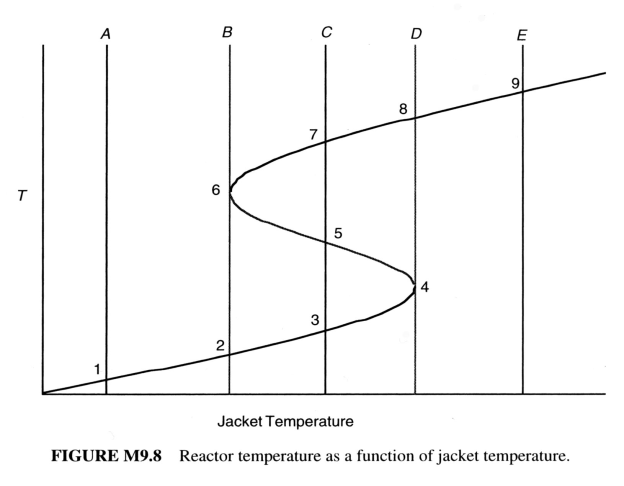 A B C D E
9
8
7
T
6
5
4
3
2
1
Jacket Temperature
FIGURE M9.8 Reactor temperature as a function of jacket temperature.